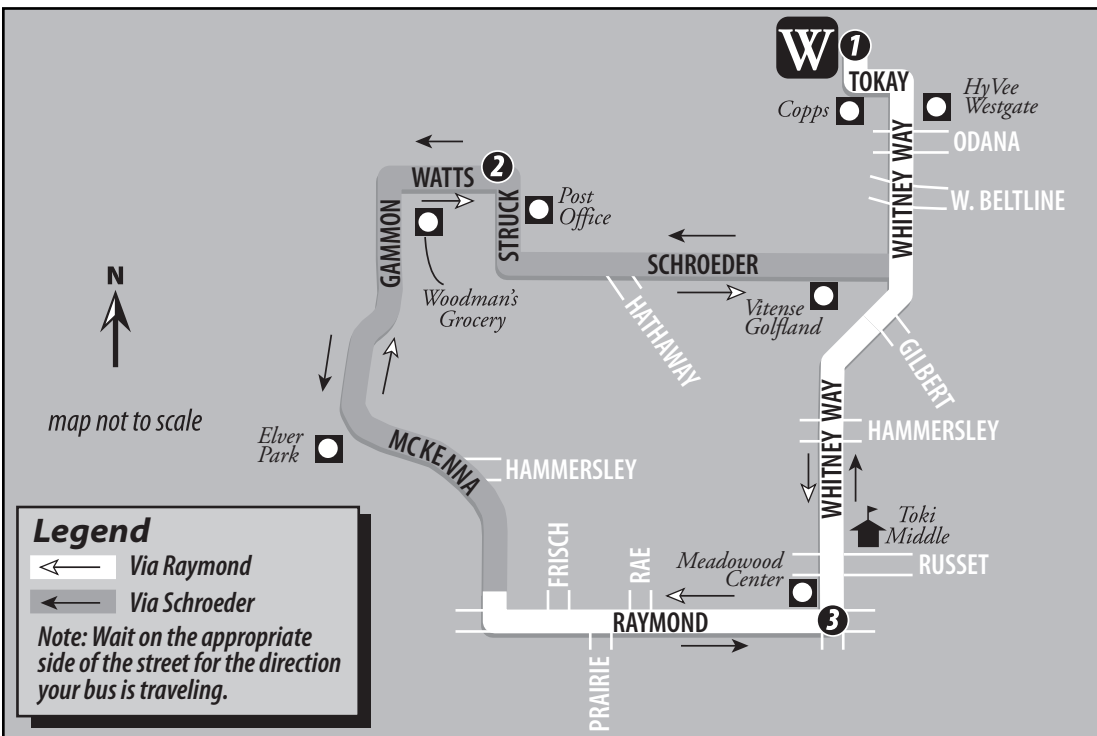 W
1
TOKAY
Copps
HyVee
Westgate
ODANA
WHITNEY WAY
W. BELTLINE
2
WATTS
STRUCK
Post
Office
GAMMON
Woodman's
Grocery
SCHROEDER
Vitense
Golfland
HATHAWAY
GILBERT
N
map not to scale
Elver
Park
MCKENNA
HAMMERSLEY
WHITNEY WAY
HAMMERSLEY
Toki
Middle
RUSSET
Meadowood
Center
FRISCH
RAE
RAYMOND
3
PRAIRIE
Legend
Via Raymond
Via Schroeder
Note: Wait on the appropriate
side of the street for the direction
your bus is traveling.